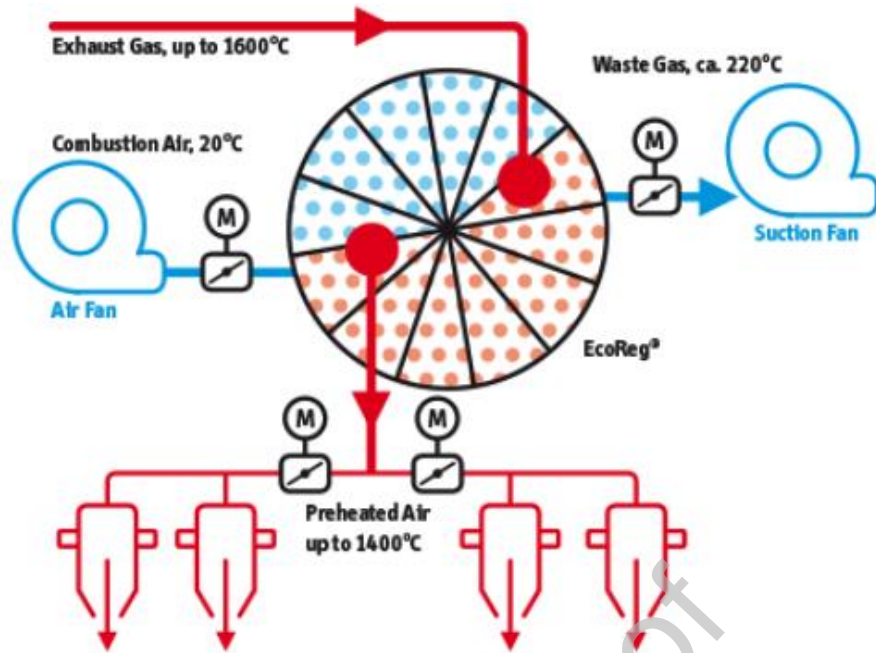 Exhaust Gas, up to 1600°C
Waste Gas, ca. 220°C
Combustion Air, 20°C
M
M
Suction Fan
Air Fan
EcoReg®
M
M
Preheated Air
up to 1400°C
of